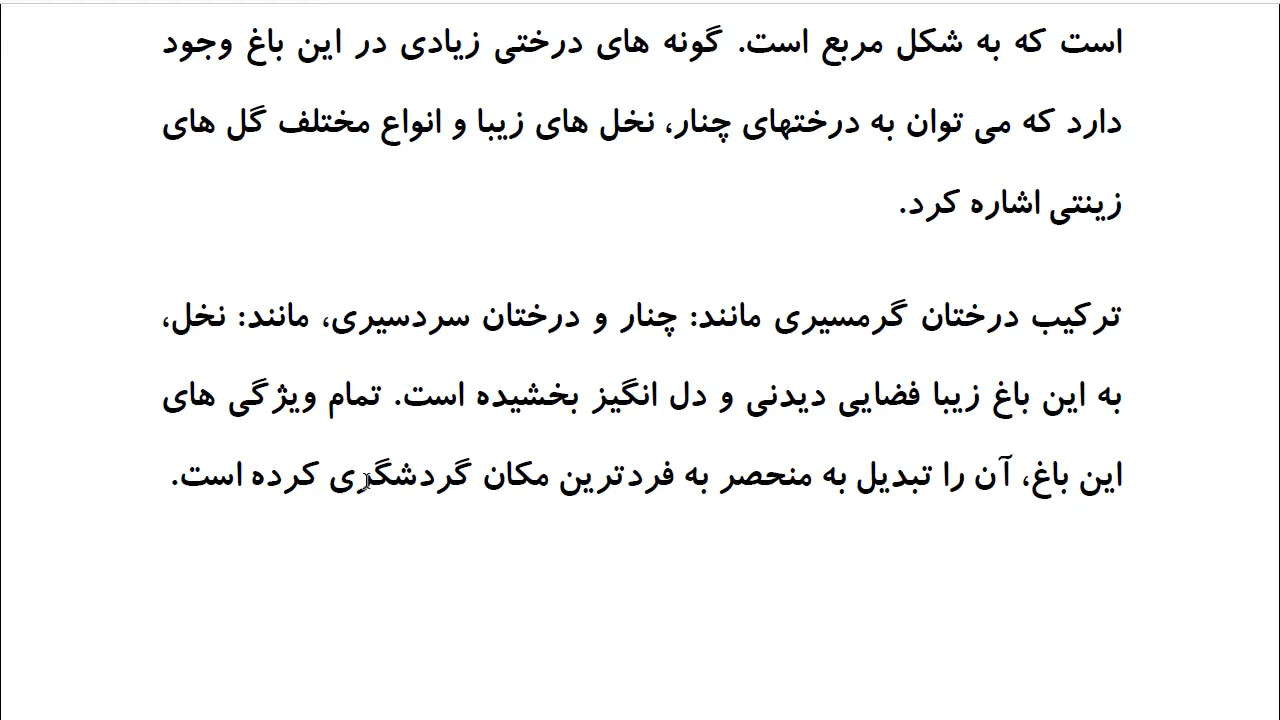 است که به شکل مربع است. گونه های درختی زیادی در این باغ وجود
دارد که می توان به درختهای چنار، نخل های زیبا و انواع مختلف گل های
زینتی اشاره کرد.
ترکیب درختان گرمسیری مانند: چنار و درختان سردسیری، مانند: نخل،
به این باغ زیبا فضایی دیدنی و دل انگیز بخشیده است. تمام ویژگی های
این باغ، آن را تبدیل به منحصر به فردترین مکان گردشگری کرده است.